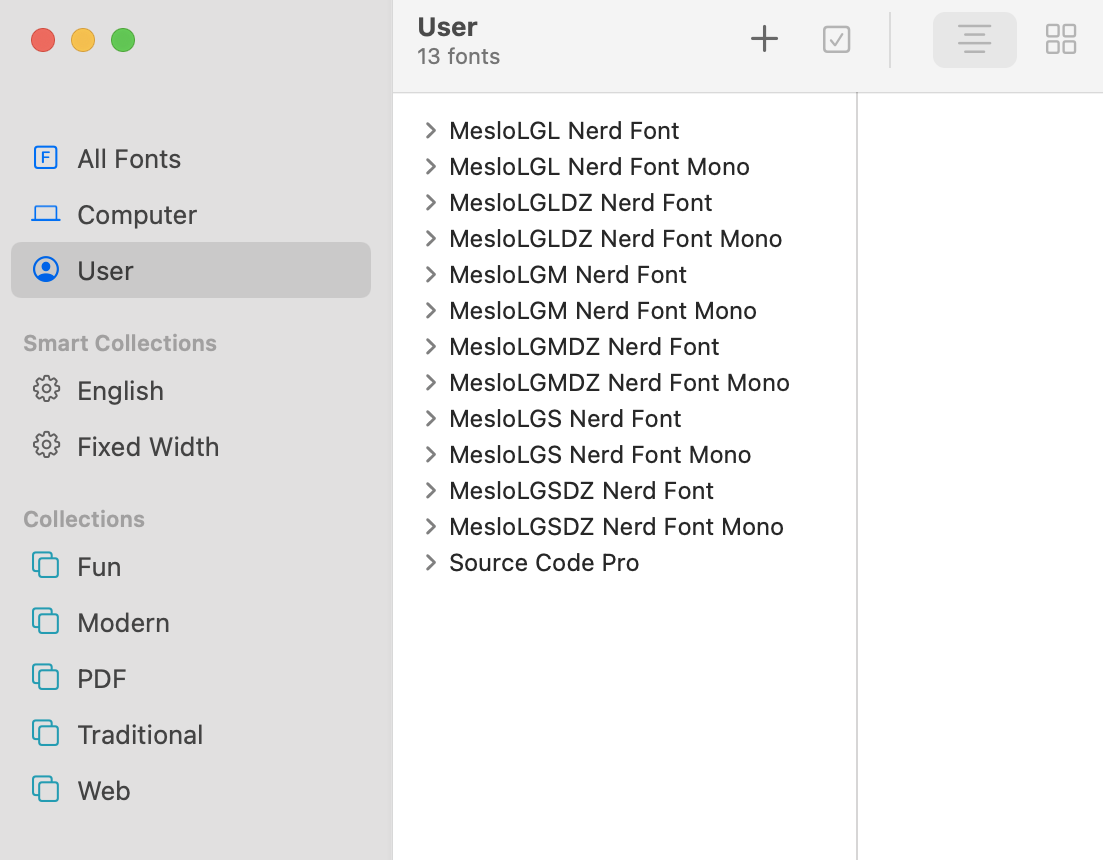 All Fonts
Computer
User
Smart Collections
English
Fixed Width
Collections
Fun
Modern
PDF
Traditional
Web
User
13 fonts
MesloLGL Nerd Font
MesloLGL Nerd Font Mono
MesloLGLDZ Nerd Font
MesloLGLDZ Nerd Font Mono
MesloLGM Nerd Font
MesloLGM Nerd Font Mono
MesloLGMDZ Nerd Font
MesloLGMDZ Nerd Font Mono
MesloLGS Nerd Font
MesloLGS Nerd Font Mono
MesloLGSDZ Nerd Font
MesloLGSDZ Nerd Font Mono
Source Code Pro